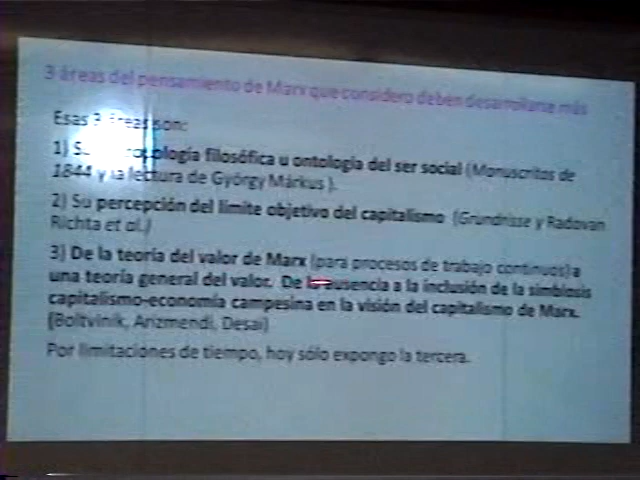 3 áreas del pensamiento de Marx que considero deben desarrollarse más
Esas 3 áreas son:
1) Su antropología filosófica u ontología del ser social (Monuscritos de
1844 y la lectura de György Márkus ).
2) Su percepción del límite objetivo del capitalismo (Grundrisse y Radovan
Richta et al.)
3) De la teoría del valor de Marx (para procesos de trabajo continuos) a
una teoría general del valor. De la ausencia a la inclusión de la simbiosis
capitalismo-economía campesina en la visión del capitalismo de Marx.
(Boltvinik, Arizmendi, Desai)
Por limitaciones de tiempo, hoy sólo expongo la tercera.